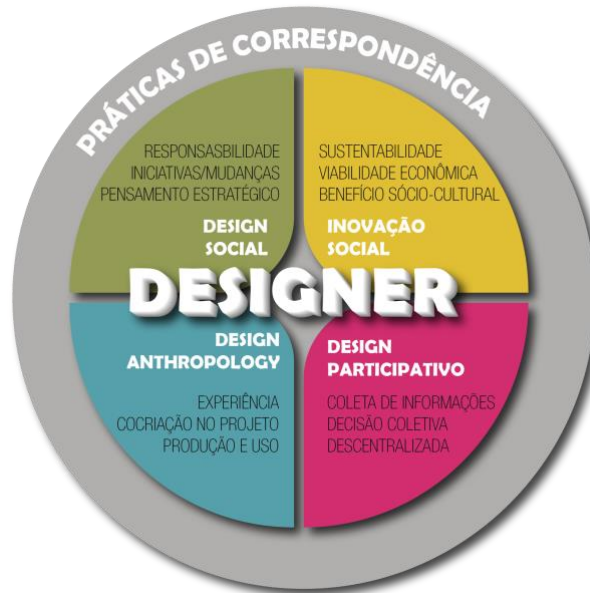 PRÁTICAS DE CORRESPONDÊNCIA
RESPONSASBILIDADE
INICIATIVAS/MUDANÇAS
PENSAMENTO ESTRATÉGICO
DESIGN
SOCIAL
SUSTENTABILIDADE
VIABILIDADE ECONÔMICA
BENEFÍCIO SÓCIO-CULTURAL
INOVAÇÃO
SOCIAL
DESIGNER
DESIGN
ANTHROPOLOGY
EXPERIÊNCIA
COCRIAÇÃO NO PROJETO
PRODUÇÃO E USO
DESIGN
PARTICIPATIVO
COLETA DE INFORMAÇÕES
DECISÃO COLETIVA
DESCENTRALIZADA